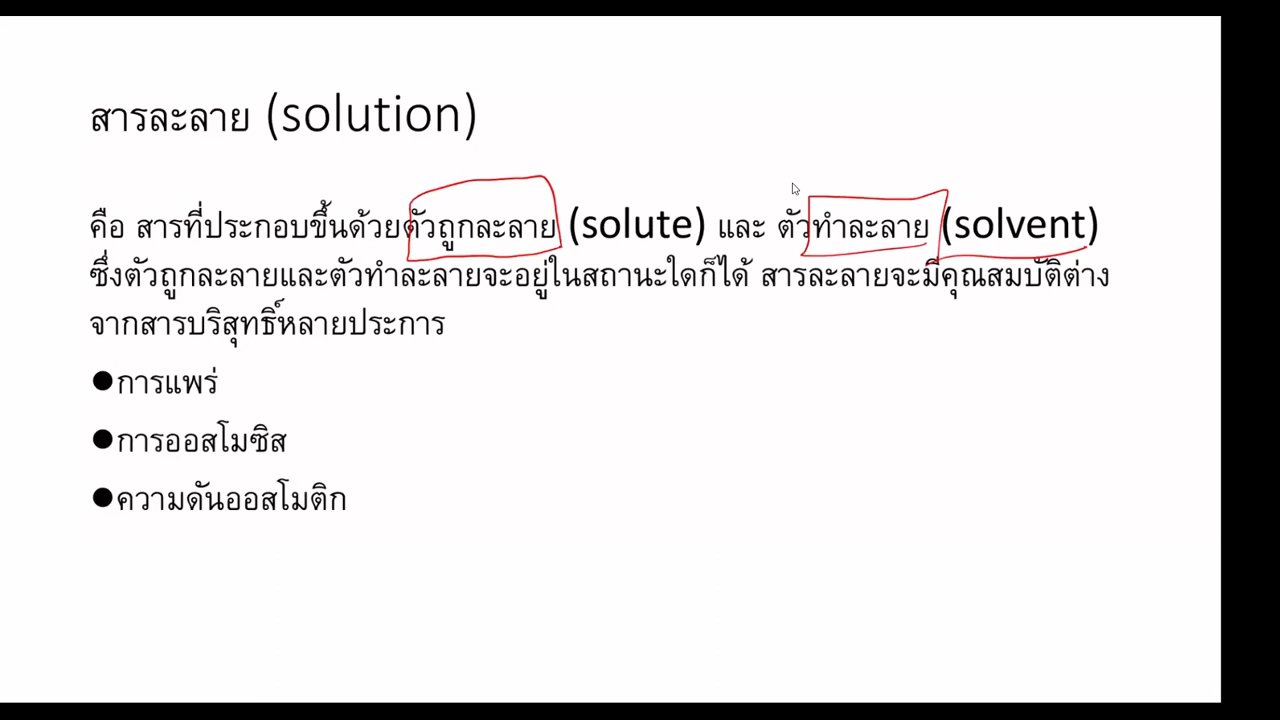 สารละลาย (solution)
คือ สารที่ประกอบขึ้นด้วยตัวถูกละลาย (solute) และ ตัวทำละลาย (solvent)
ซึ่งตัวถูกละลายและตัวทำละลายจะอยู่ในสถานะใดก็ได้ สารละลายจะมีคุณสมบัติต่าง
จากสารบริสุทธิ์หลายประการ
●การแพร่
●การออสโมซิส
●ความดันออสโมติก